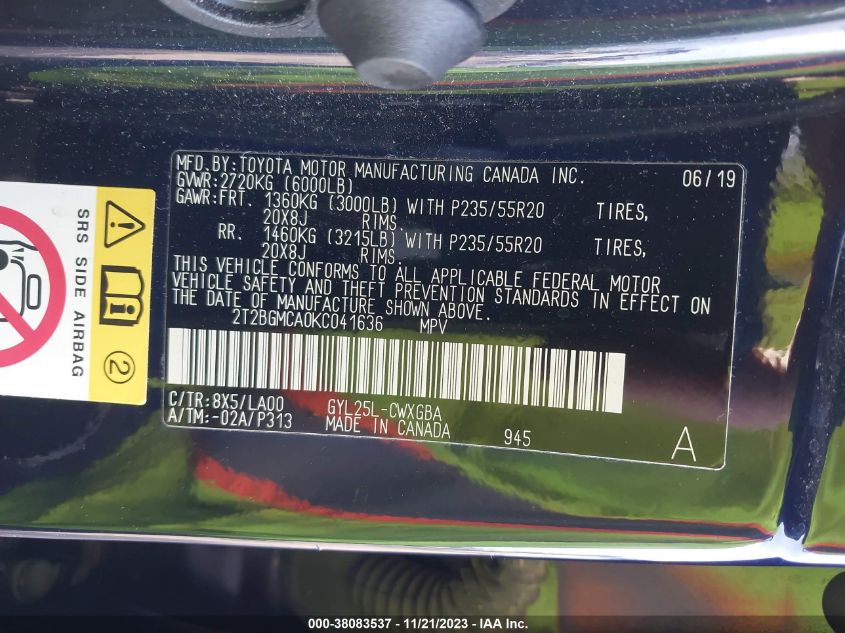 MFD.BY:TOYOTA MOTOR MANUFACTURING CANADA INC. 06/19
GVWR:2720KG (6000LB)
GAWR:FRT. 1360KG (3000LB) WITH P235/55R20 TIRES,
20X8J RIMS.
RR. 1460KG (3215LB) WITH P235/55R20 TIRES,
20X8J RIMS.
THIS VEHICLE CONFORMS TO ALL APPLICABLE FEDERAL MOTOR
VEHICLE SAFETY AND THEFT PREVENTION STANDARDS IN EFFECT ON
THE DATE OF MANUFACTURE SHOWN ABOVE.
2T2BGMCA0KC041636 MPV
C/TR:8X5/LA00 GYL25L-CWXGBA
A/TM:-02A/P313 MADE IN CANADA 945 A
SRS SIDE AIRBAG
2
000-38083537 - 11/21/2023 - IAA Inc.